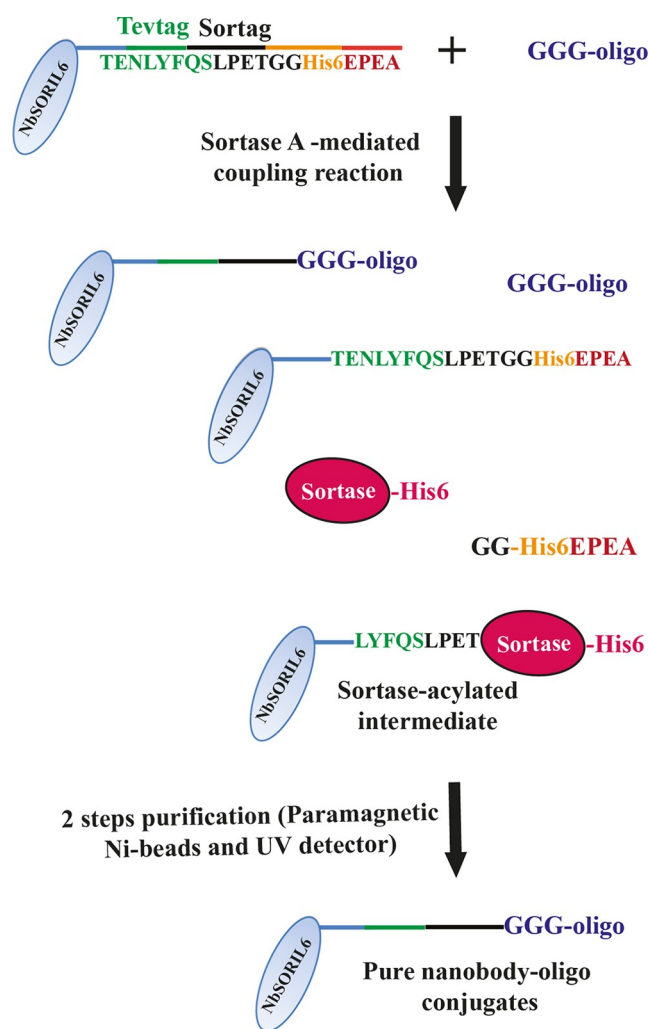 Tevtag Sortag
NbSORIL6
TENLYFQSLPETGGHis6EPEA
+
GGG-oligo
Sortase A -mediated
coupling reaction
NbSORIL6
GGG-oligo
GGG-oligo
NbSORIL6
TENLYFQSLPETGGHis6EPEA
Sortase-His6
GG-His6EPEA
NbSORIL6
LYFQSLPET Sortase-His6
Sortase-acylated
intermediate
2 steps purification (Paramagnetic
Ni-beads and UV detector)
NbSORIL6
GGG-oligo
Pure nanobody-oligo
conjugates